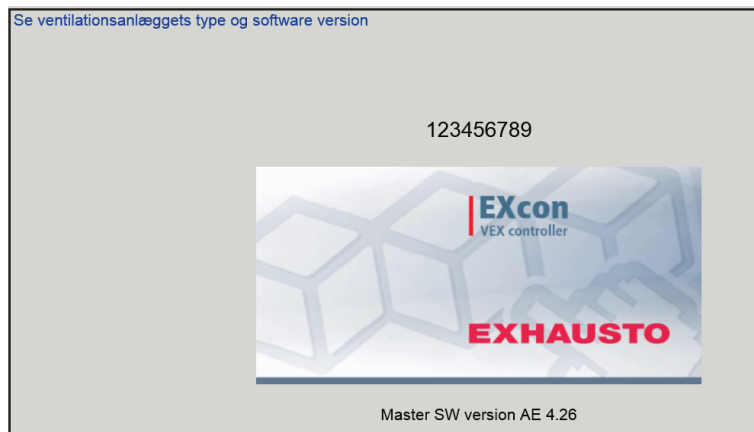 Se ventilationsanlæggets type og software version
123456789
EXcon
VEX controller
EXHAUSTO
Master SW version AE 4.26